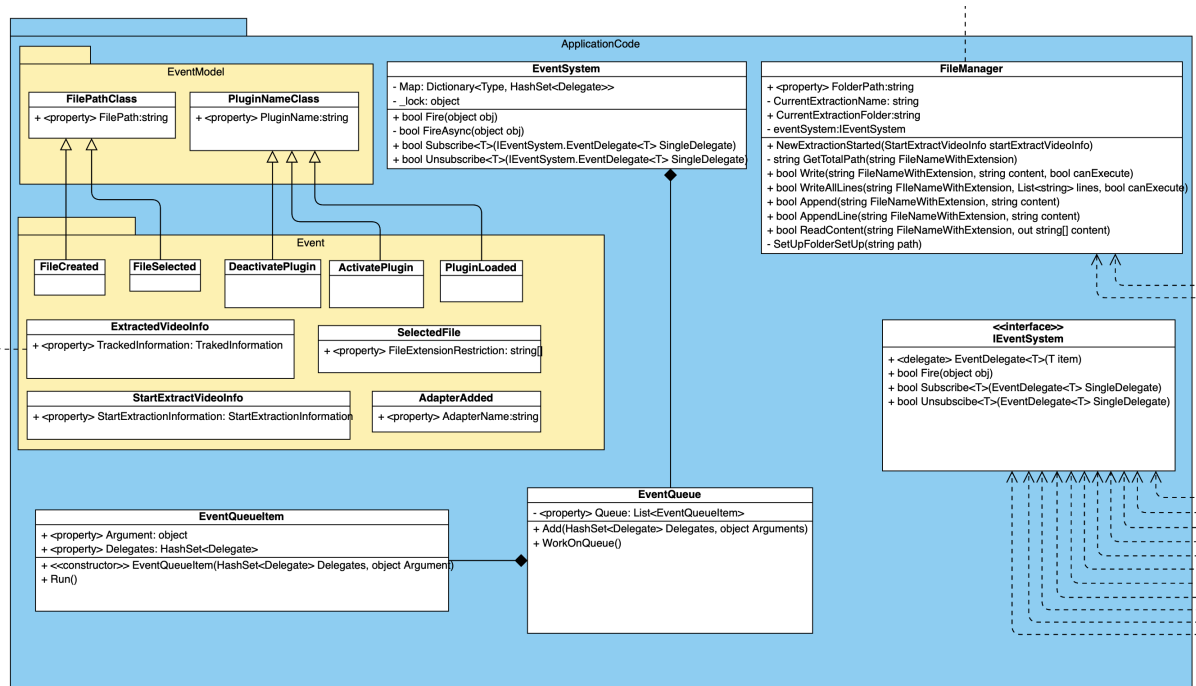 ApplicationCode
EventModel
FilePathClass
+ <property> FilePath:string
PluginNameClass
+ <property> PluginName:string
EventSystem
- Map: Dictionary<Type, HashSet<Delegate>>
- _lock: object
+ bool Fire(object obj)
- bool FireAsync(object obj)
+ bool Subscribe<T>(IEventSystem.EventDelegate<T> SingleDelegate)
+ bool Unsubscribe<T>(IEventSystem.EventDelegate<T> SingleDelegate)
FileManager
+ <property> FolderPath:string
- CurrentExtractionName: string
+ CurrentExtractionFolder:string
- eventSystem:IEventSystem
+ NewExtractionStarted(StartExtractVideoInfo startExtractVideoInfo)
- string GetTotalPath(string FileNameWithExtension)
+ bool Write(string FileNameWithExtension, string content, bool canExecute)
+ bool WriteAllLines(string FIleNameWithExtension, List<string> lines, bool canExecute)
+ bool Append(string FileNameWithExtension, string content)
+ bool AppendLine(string FileNameWithExtension, string content)
+ bool ReadContent(string FileNameWithExtension, out string[] content)
- SetUpFolderSetUp(string path)
Event
FileCreated
FileSelected
DeactivatePlugin
ActivatePlugin
PluginLoaded
ExtractedVideoInfo
+ <property> TrackedInformation: TrakedInformation
SelectedFile
+ <property> FileExtensionRestriction: string[]
StartExtractVideoInfo
+ <property> StartExtractionInformation: StartExtractionInformation
AdapterAdded
+ <property> AdapterName:string
<<interface>>
IEventSystem
+ <delegate> EventDelegate<T>(T item)
+ bool Fire(object obj)
+ bool Subscribe<T>(EventDelegate<T> SingleDelegate)
+ bool Unsubscibe<T>(EventDelegate<T> SingleDelegate)
EventQueueItem
+ <property> Argument: object
+ <property> Delegates: HashSet<Delegate>
+ <<constructor>> EventQueueItem(HashSet<Delegate> Delegates, object Argument)
+ Run()
EventQueue
- <property> Queue: List<EventQueueItem>
+ Add(HashSet<Delegate> Delegates, object Arguments)
+ WorkOnQueue()